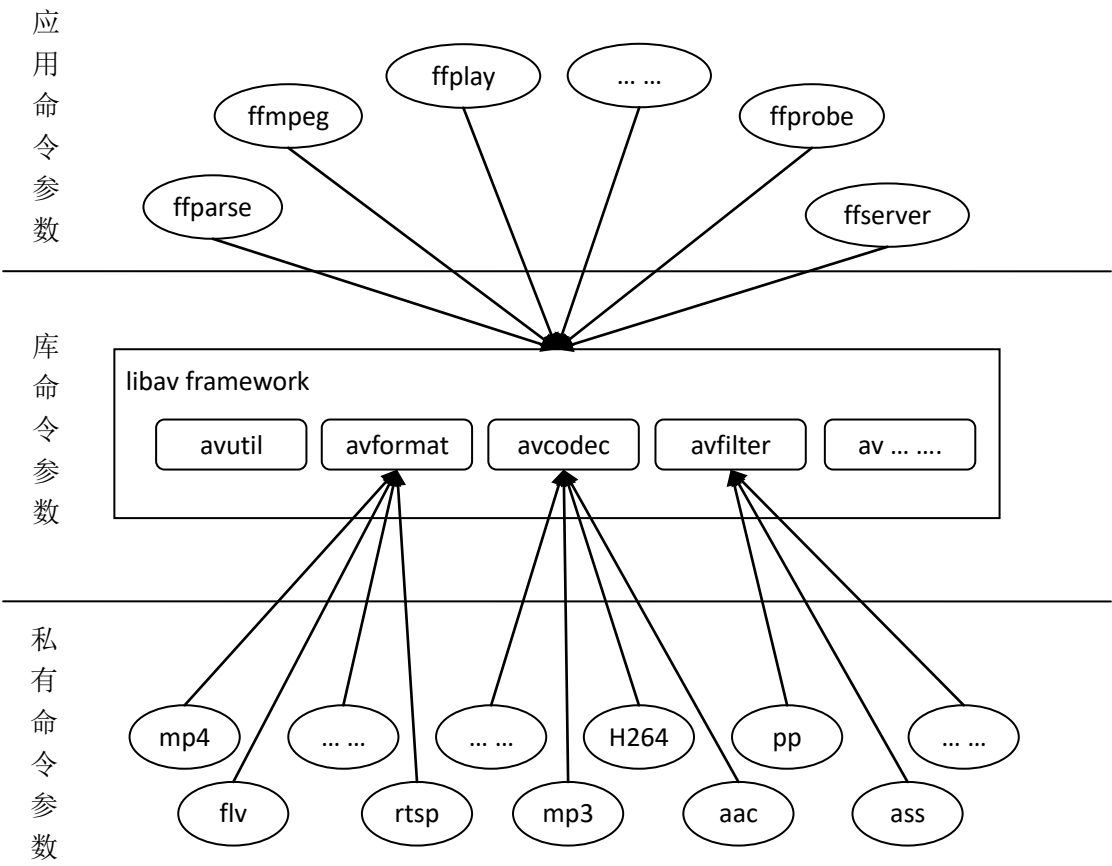 应用命令参数
ffplay
… …
ffmpeg
ffprobe
ffparse
ffserver
库命令参数
libav framework
avutil
avformat
avcodec
avfilter
av … ….
私有命令参数
mp4
… …
… …
H264
pp
… …
flv
rtsp
mp3
aac
ass